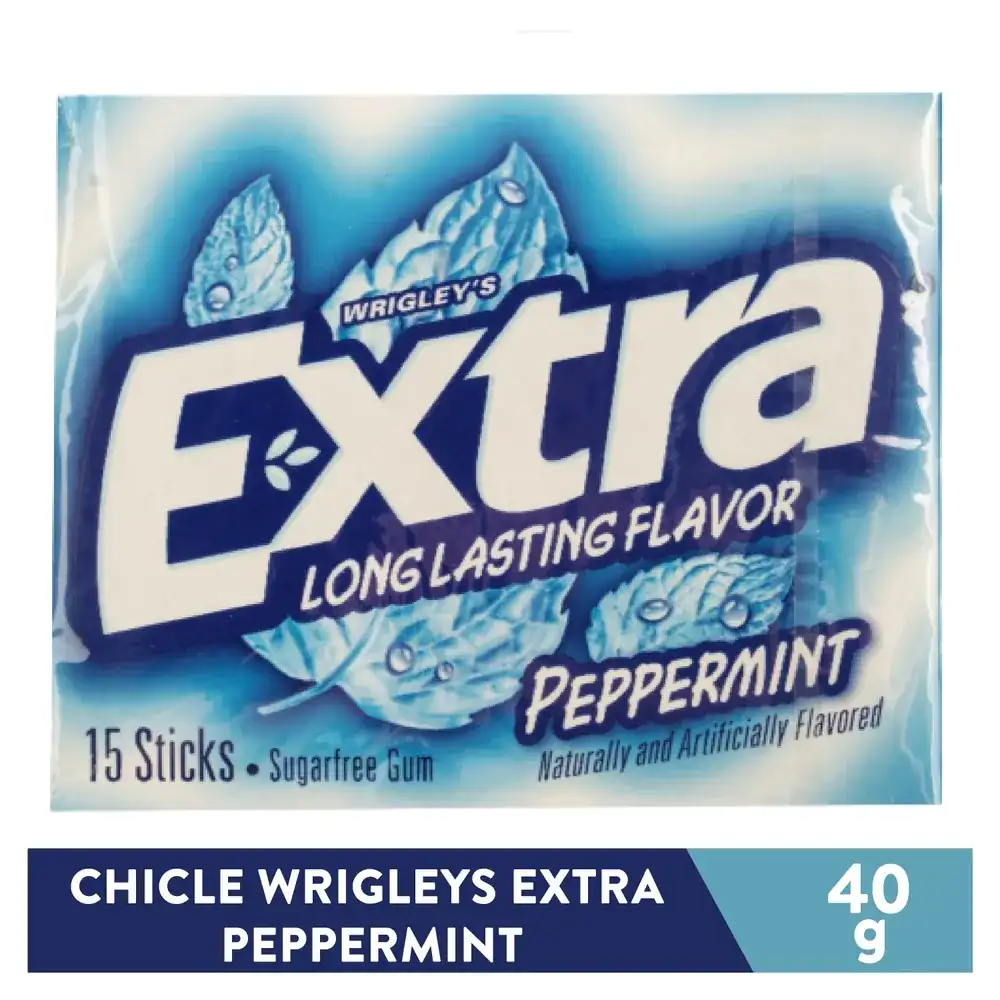 WRIGLEY'S
Extra
LONG LASTING FLAVOR
PEPPERMINT
Naturally and Artificially Flavored
15 Sticks • Sugarfree Gum
CHICLE WRIGLEYS EXTRA
PEPPERMINT
40
g